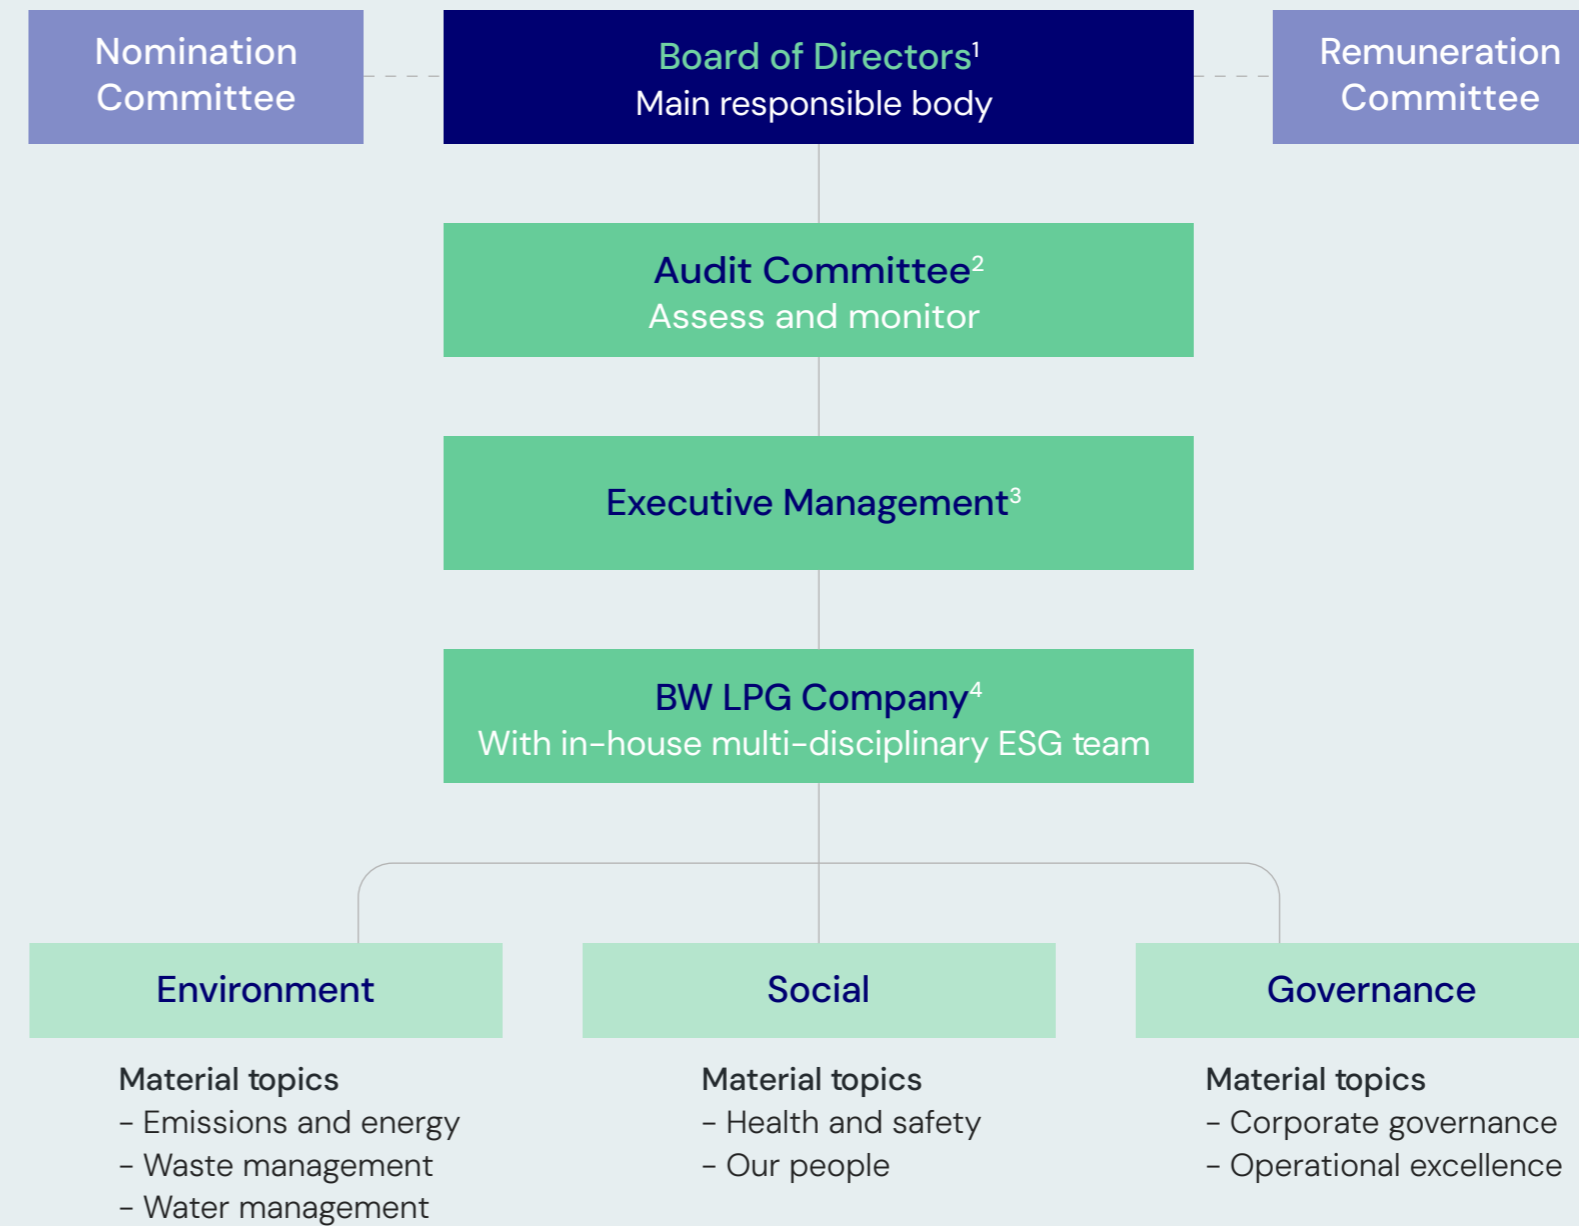 Nomination
Committee
Board of Directors¹
Main responsible body
Remuneration
Committee
Audit Committee²
Assess and monitor
Executive Management³
BW LPG Company⁴
With in-house multi-disciplinary ESG team
Environment
Social
Governance
Material topics
- Emissions and energy
- Waste management
- Water management
Material topics
- Health and safety
- Our people
Material topics
- Corporate governance
- Operational excellence